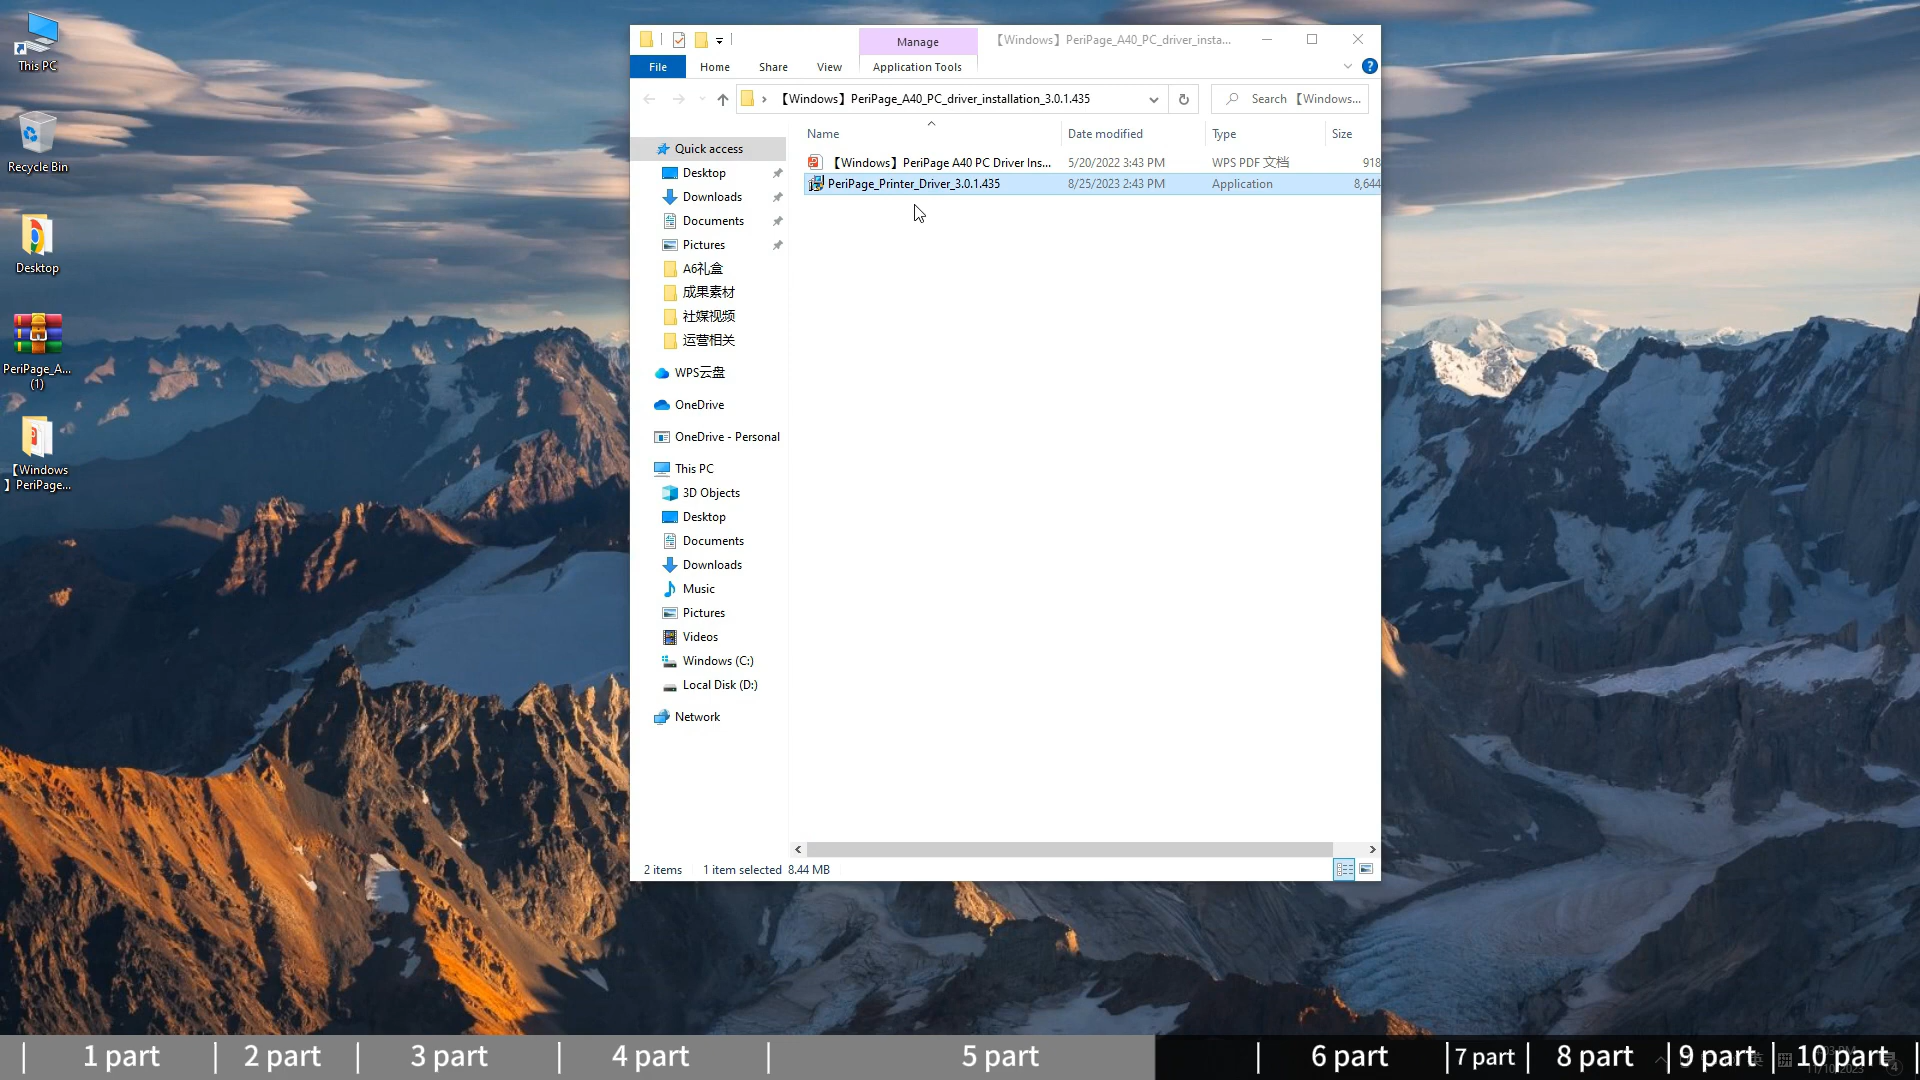 This PC
Recycle Bin
Desktop
PeriPage_A...
(1)
【Windows
】PeriPage...
Manage
【Windows】PeriPage_A40_PC_driver_insta...
File
Home
Share
View
Application Tools
【Windows】PeriPage_A40_PC_driver_installation_3.0.1.435
Search 【Windows...
Name
Date modified
Type
Size
【Windows】PeriPage A40 PC Driver Ins...
5/20/2022 3:43 PM
WPS PDF 文档
918
PeriPage_Printer_Driver_3.0.1.435
8/25/2023 2:43 PM
Application
8,644
Quick access
Desktop
Downloads
Documents
Pictures
A6礼盒
成果素材
社媒视频
运营相关
WPS云盘
OneDrive
OneDrive - Personal
This PC
3D Objects
Desktop
Documents
Downloads
Music
Pictures
Videos
Windows (C:)
Local Disk (D:)
Network
2 items
1 item selected 8.44 MB
1 part
2 part
3 part
4 part
5 part
6 part
7 part
8 part
9 part
10 part